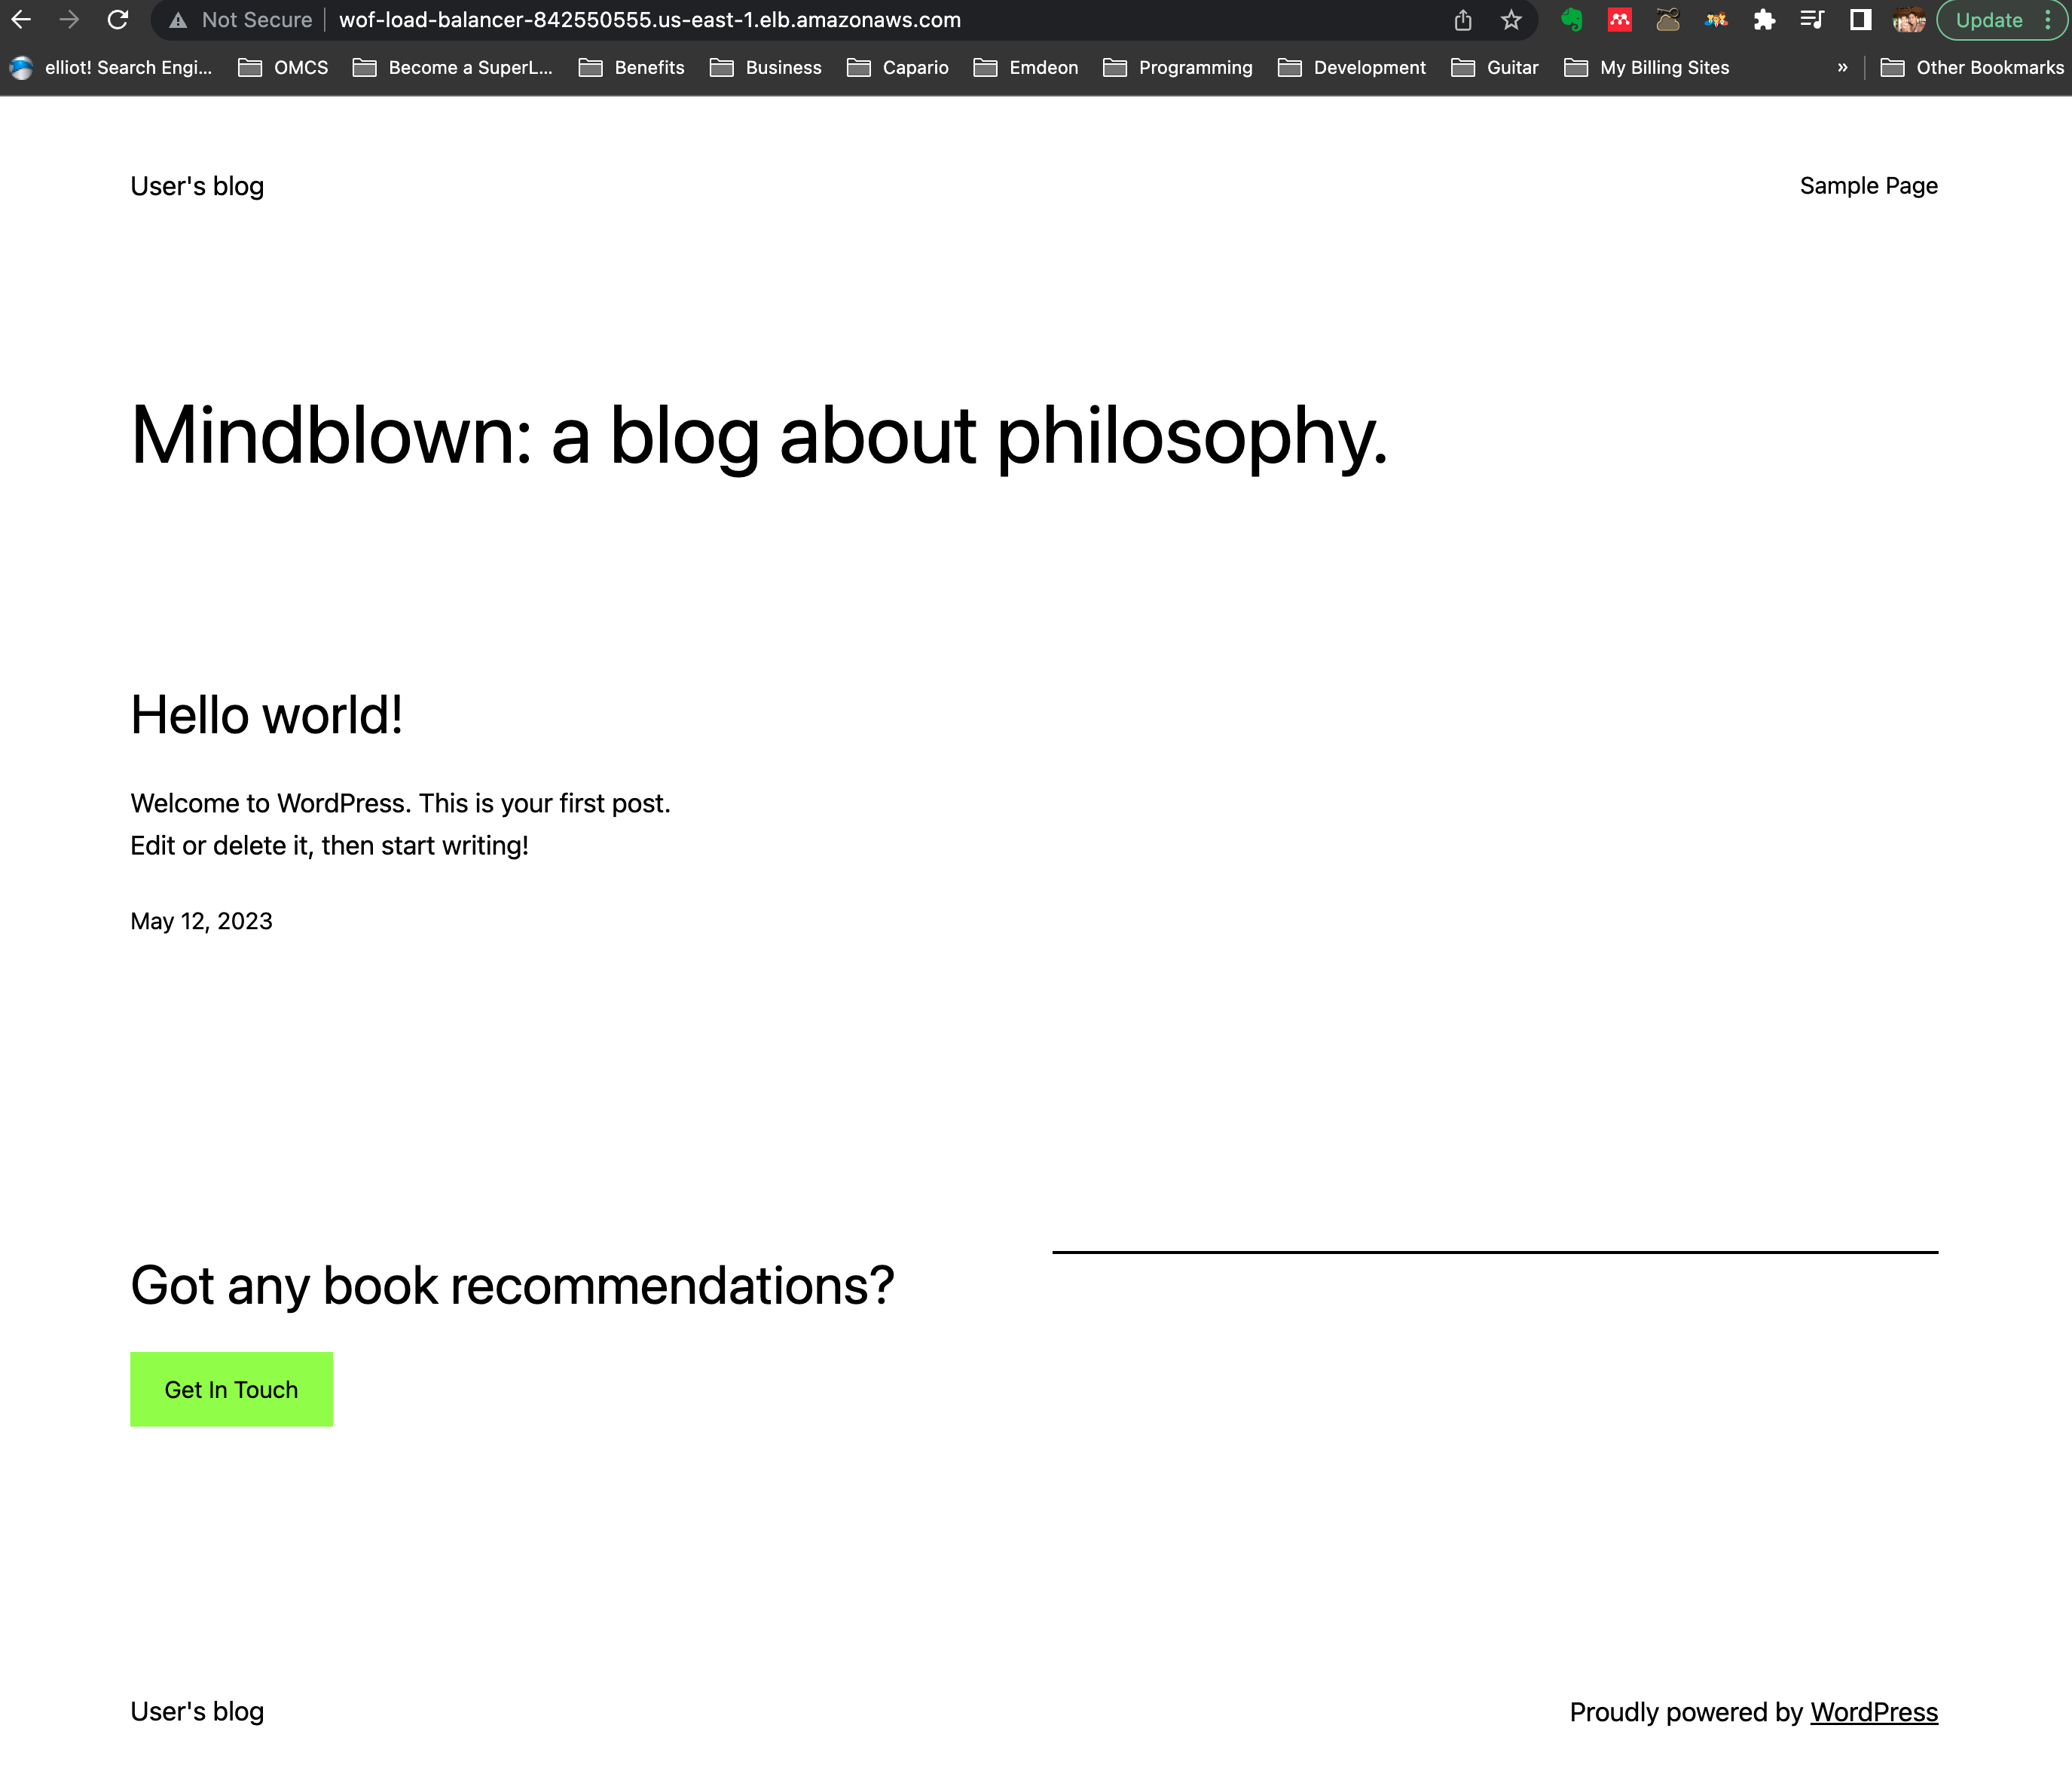 Not Secure wof-load-balancer-842550555.us-east-1.elb.amazonaws.com Update
elliot! Search Engi... OMCS Become a SuperL... Benefits Business Capario Emdeon Programming Development Guitar My Billing Sites » Other Bookmarks
User's blog Sample Page
Mindblown: a blog about philosophy.
Hello world!
Welcome to WordPress. This is your first post.
Edit or delete it, then start writing!
May 12, 2023
Got any book recommendations?
Get In Touch
User's blog Proudly powered by WordPress